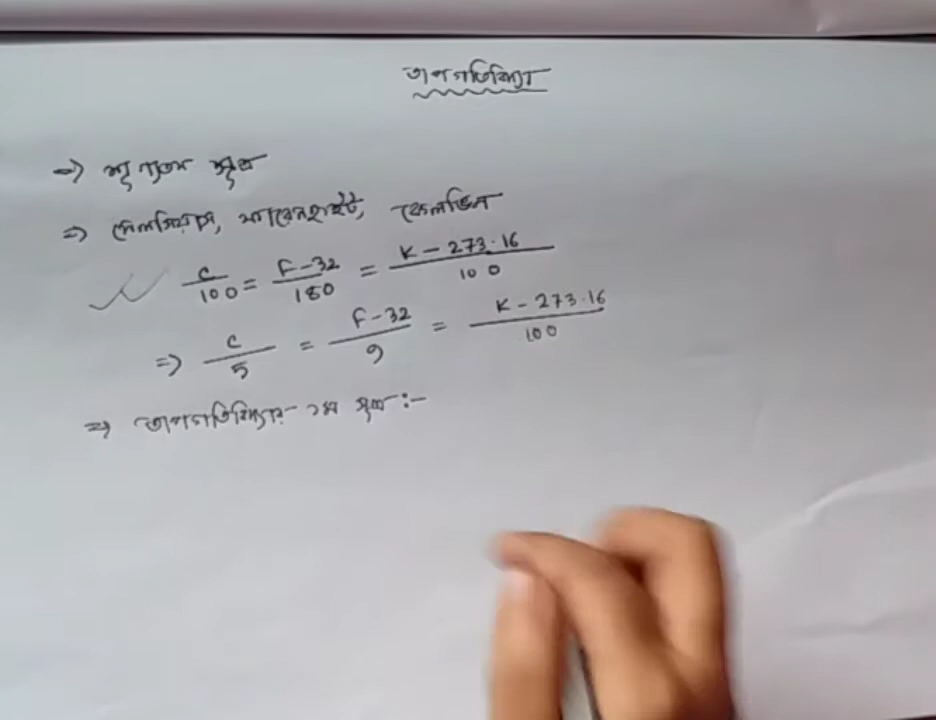 তাপগতিবিদ্যা
⇒ শূন্যতম সূত্র
⇒ সেলসিয়াস, ফারেনহাইট, কেলভিন
C/100 = F-32/180 = K-273.16/100
⇒ C/5 = F-32/9 = K-273.16/100
⇒ তাপগতিবিদ্যার ১ম সূত্র:-